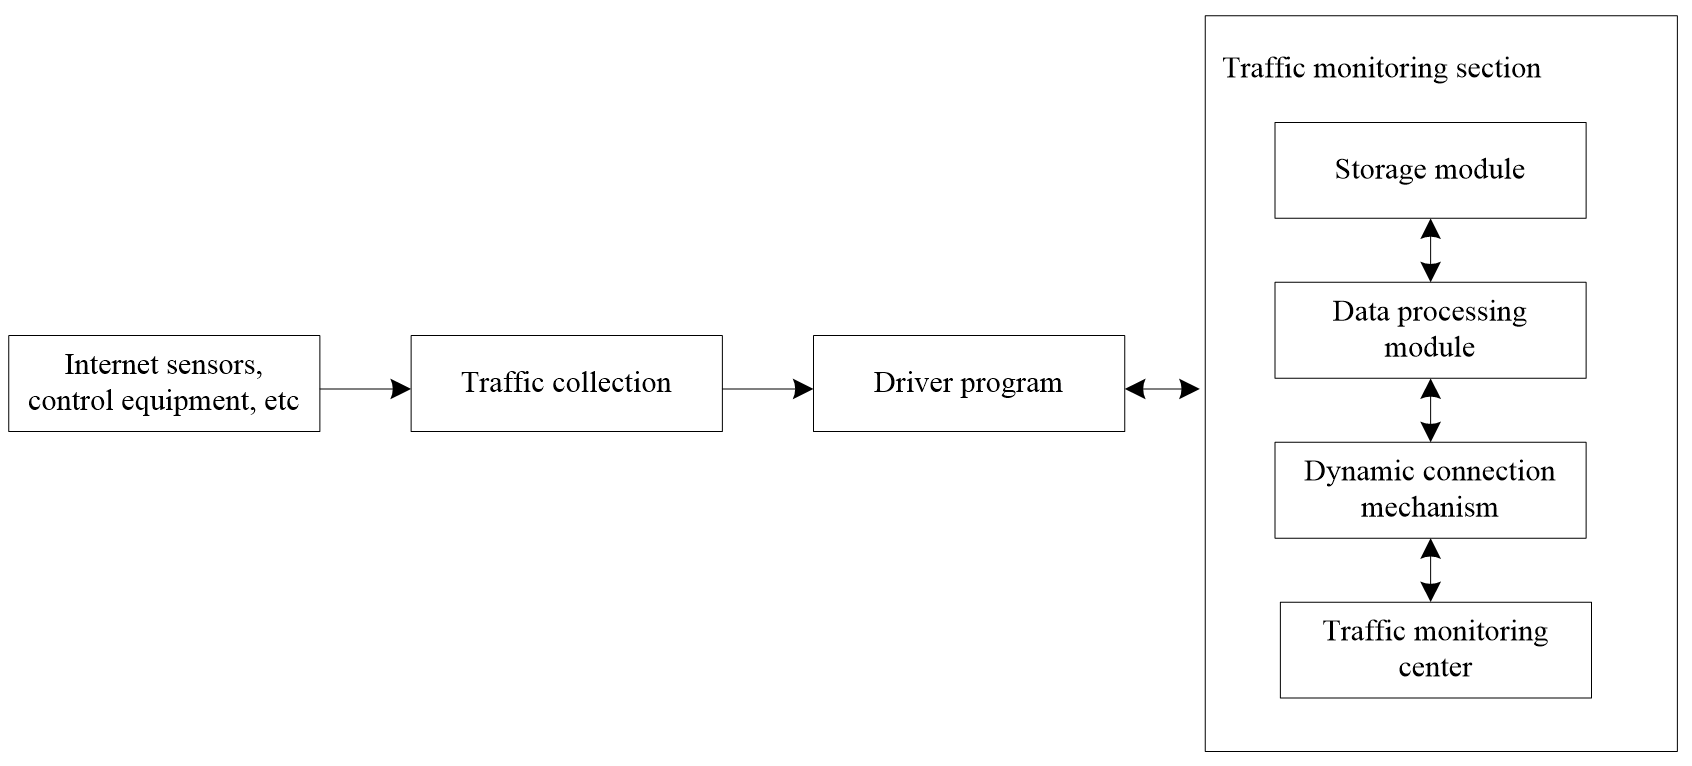 Traffic monitoring section
Storage module
Data processing
module
Internet sensors,
control equipment, etc
Traffic collection
Driver program
Dynamic connection
mechanism
Traffic monitoring
center